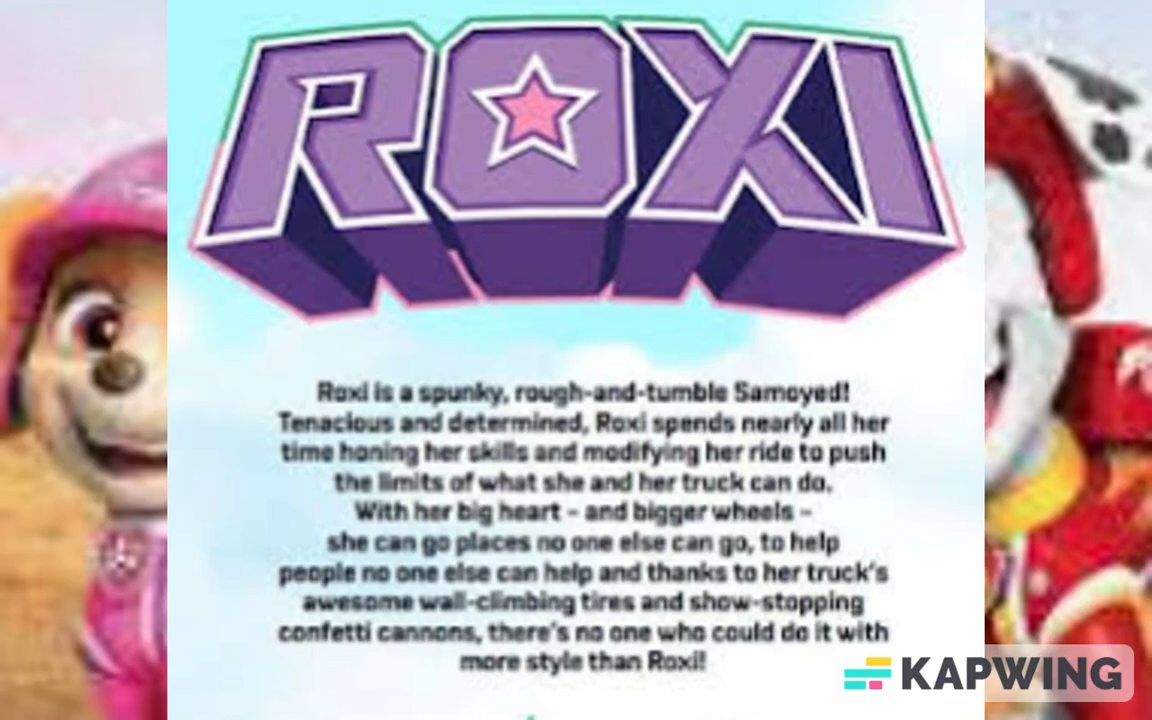 ROXI
Roxi is a spunky, rough-and-tumble Samoyed!
Tenacious and determined, Roxi spends nearly all her
time honing her skills and modifying her ride to push
the limits of what she and her truck can do.
With her big heart – and bigger wheels –
she can go places no one else can go, to help
people no one else can help and thanks to her truck's
awesome wall-climbing tires and show-stopping
confetti cannons, there's no one who could do it with
more style than Roxi!
KAPWING